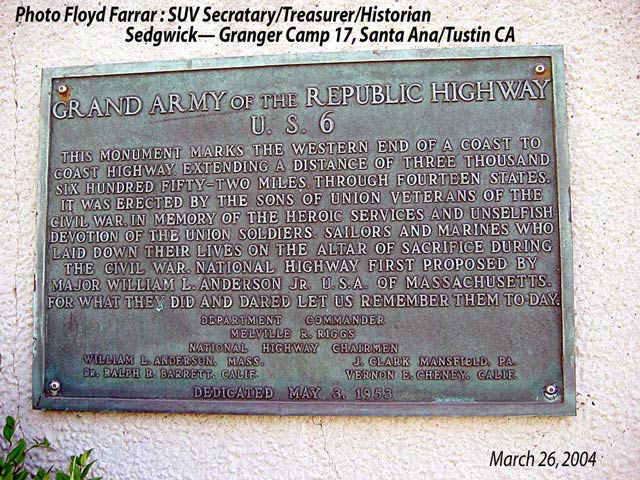 Photo Floyd Farrar : SUV Secratary/Treasurer/Historian
Sedgwick— Granger Camp 17, Santa Ana/Tustin CA
GRAND ARMY OF THE REPUBLIC HIGHWAY
U. S. 6
THIS MONUMENT MARKS THE WESTERN END OF A COAST TO
COAST HIGHWAY EXTENDING A DISTANCE OF THREE THOUSAND
SIX HUNDRED FIFTY-TWO MILES THROUGH FOURTEEN STATES.
IT WAS ERECTED BY THE SONS OF UNION VETERANS OF THE
CIVIL WAR IN MEMORY OF THE HEROIC SERVICES AND UNSELFISH
DEVOTION OF THE UNION SOLDIERS, SAILORS AND MARINES WHO
LAID DOWN THEIR LIVES ON THE ALTAR OF SACRIFICE DURING
THE CIVIL WAR. NATIONAL HIGHWAY FIRST PROPOSED BY
MAJOR WILLIAM L. ANDERSON JR. U.S.A. OF MASSACHUSETTS.
FOR WHAT THEY DID AND DARED LET US REMEMBER THEM TO-DAY.
DEPARTMENT COMMANDER
MELVILLE R. RIGGS
NATIONAL HIGHWAY CHAIRMEN
WILLIAM L. ANDERSON, MASS. J. CLARK MANSFIELD, PA.
DR. RALPH R. BARRETT, CALIF. VERNON E. CHENEY, CALIF.
DEDICATED MAY 3, 1953
March 26, 2004